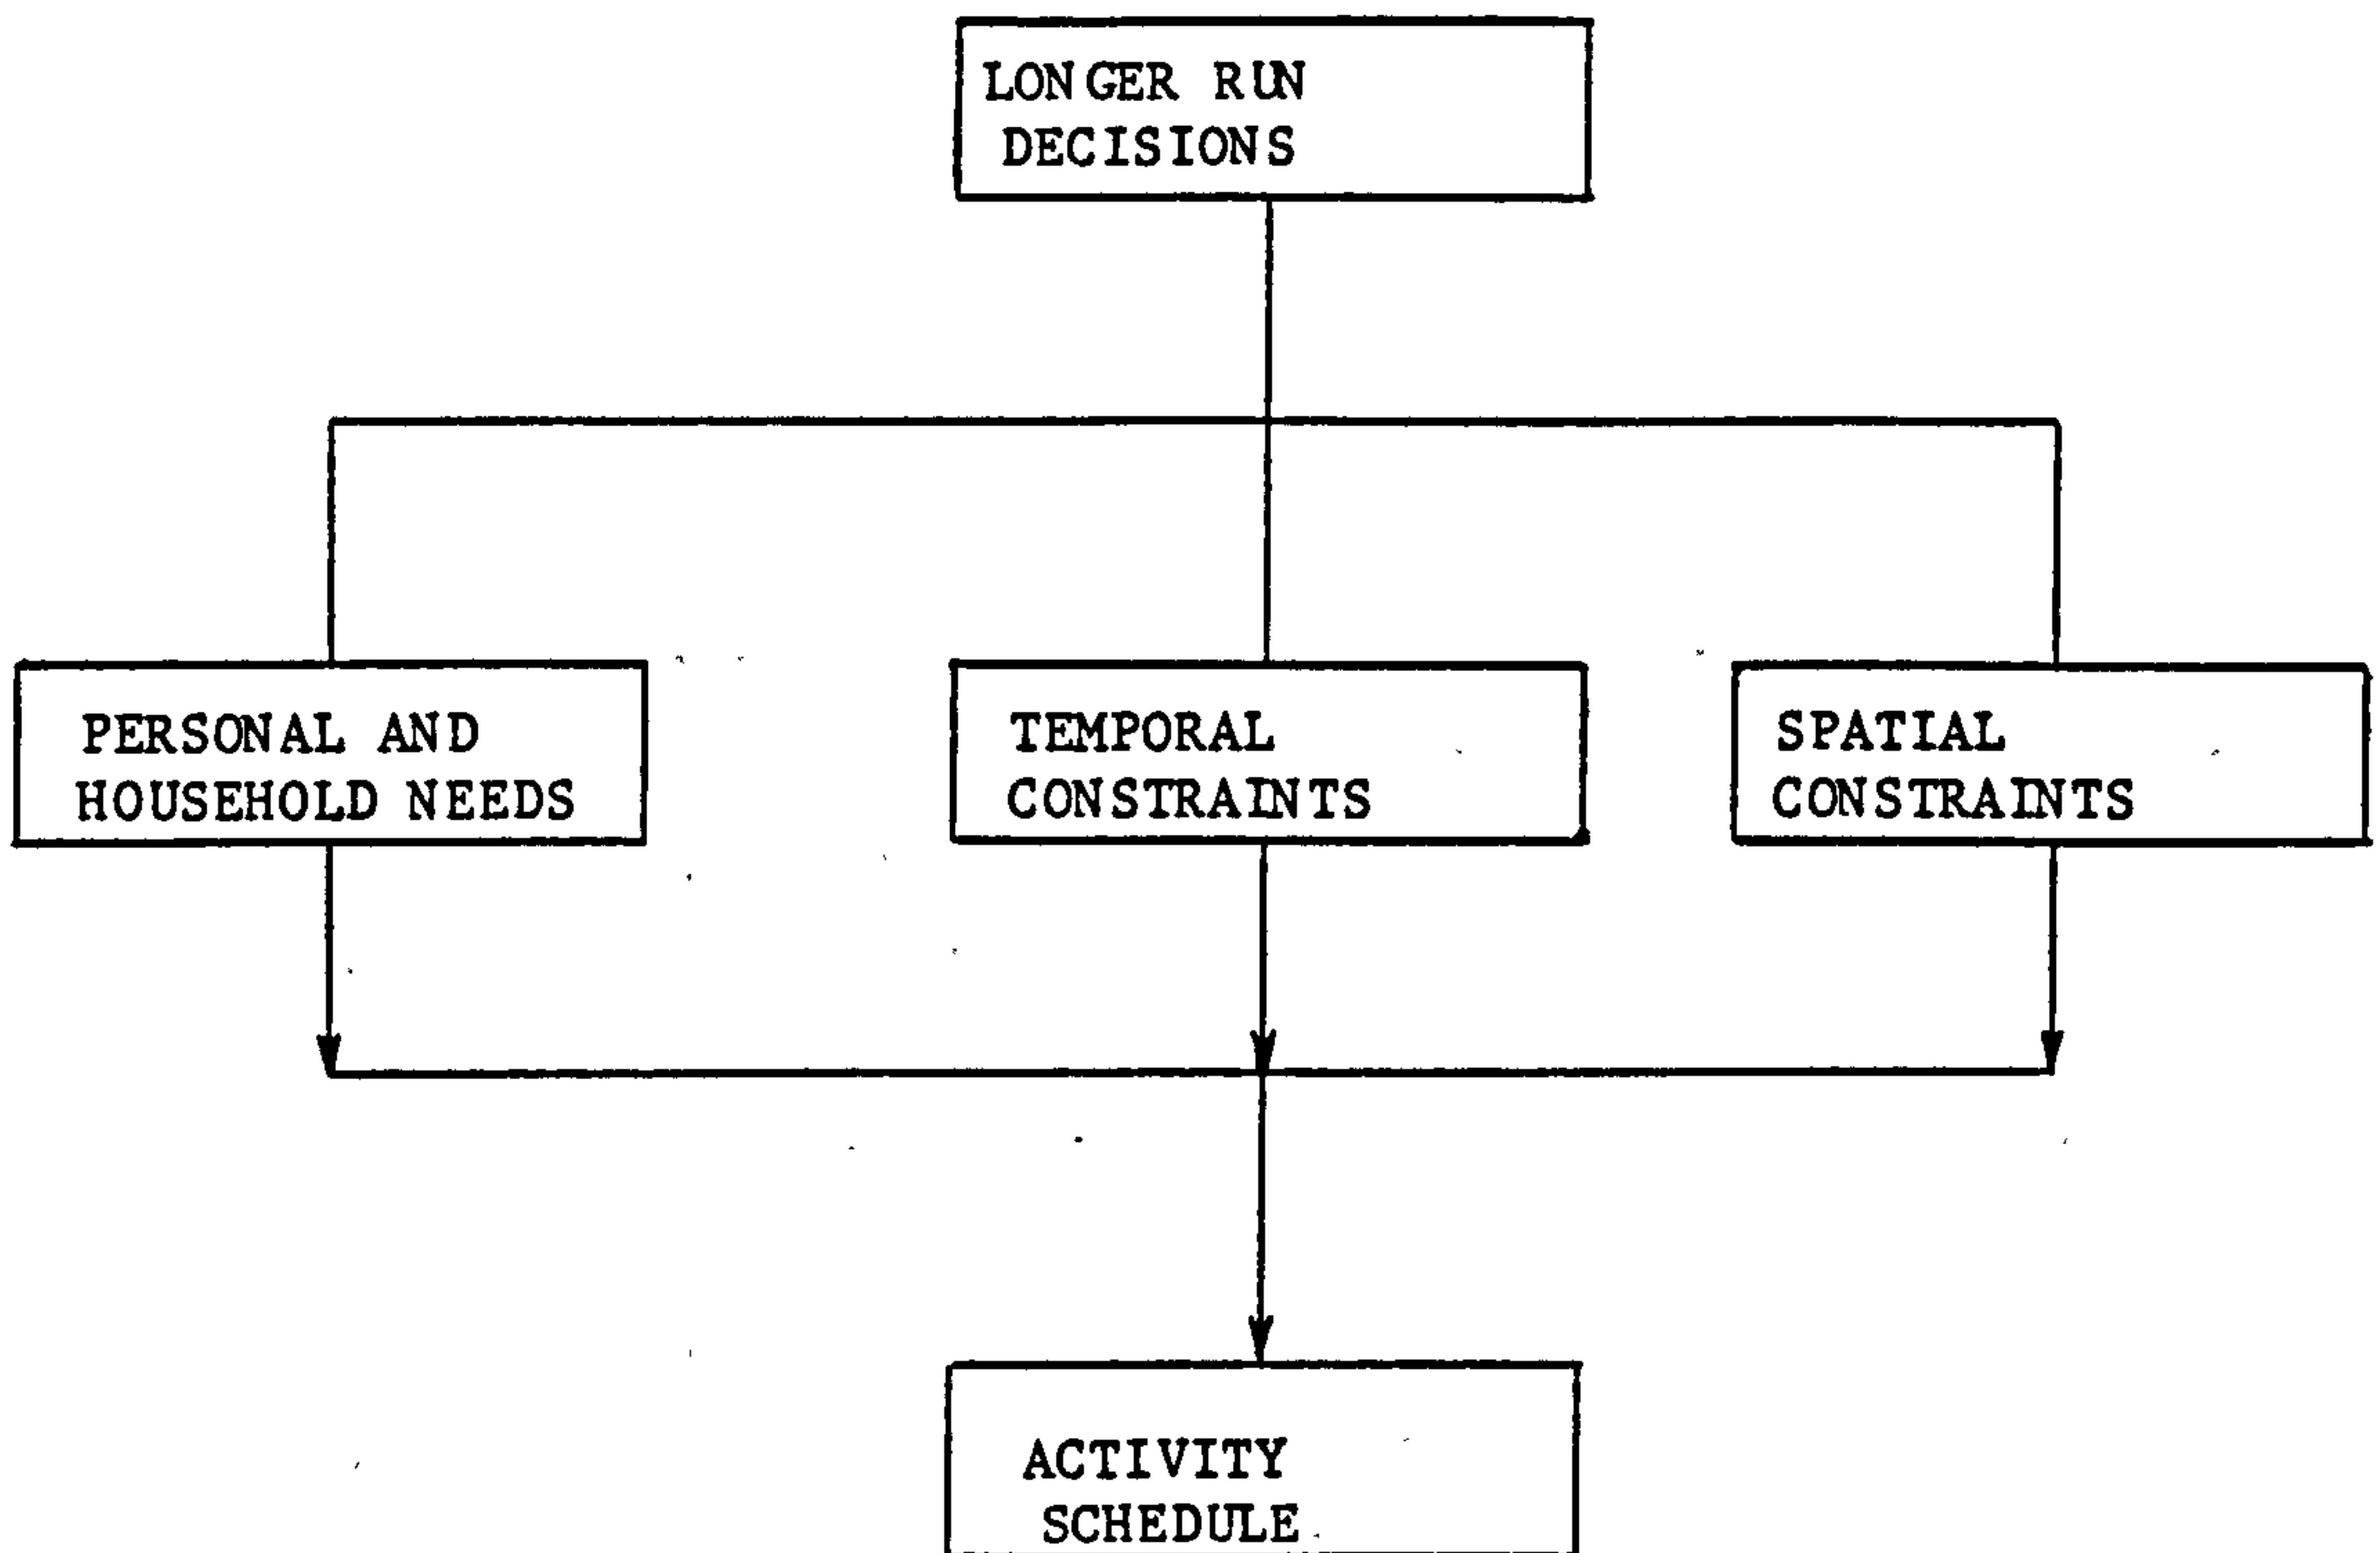 LONGER RUN
DECISIONS
PERSONAL AND
HOUSEHOLD NEEDS
TEMPORAL
CONSTRAINTS
SPATIAL
CONSTRAINTS
ACTIVITY
SCHEDULE